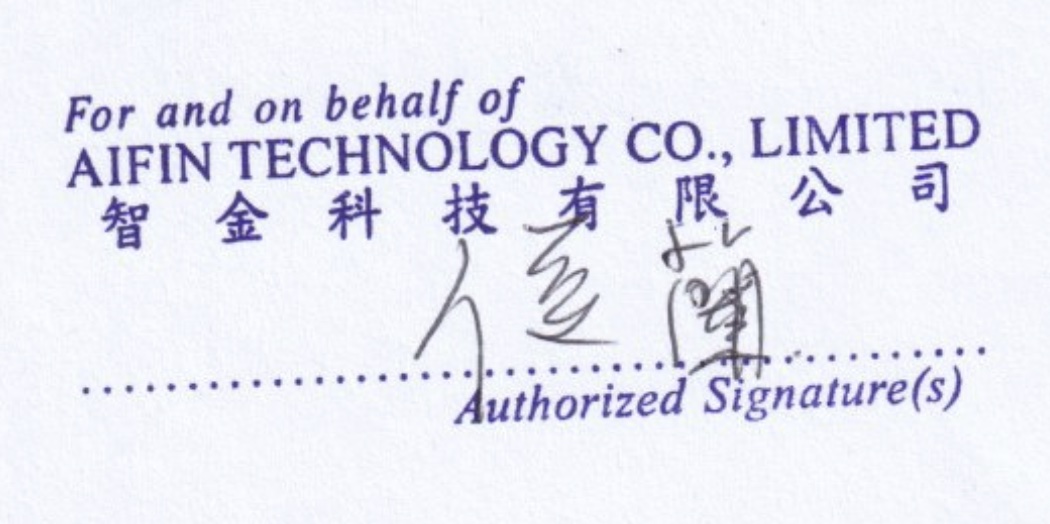 For and on behalf of
AIFIN TECHNOLOGY CO., LIMITED
智金科技有限公司
蘭
Authorized Signature(s)